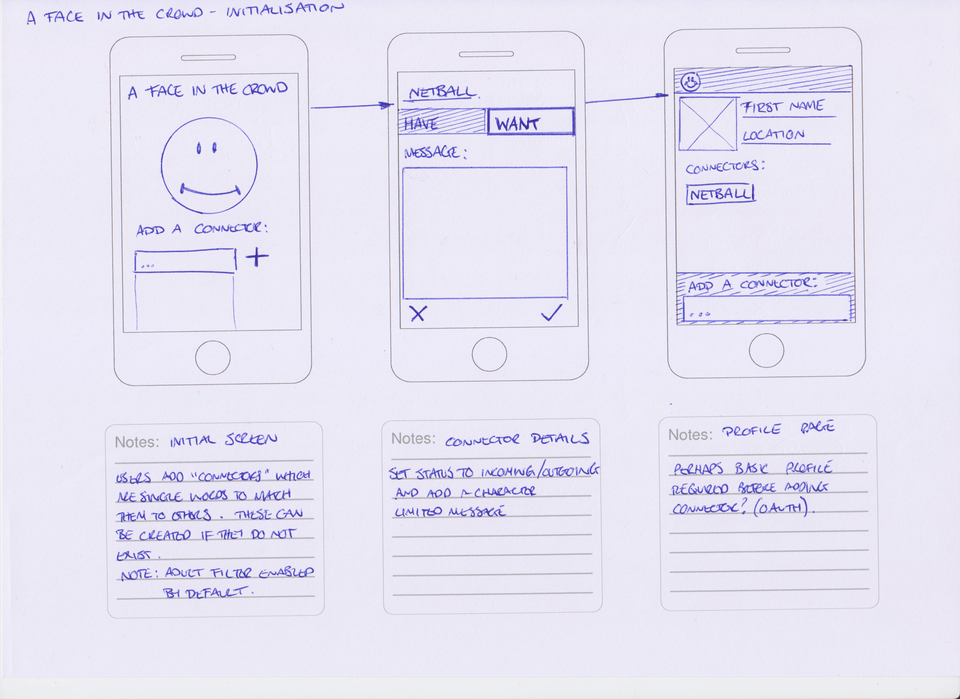 A FACE IN THE CROWD - INITIALISATION
A FACE IN THE CROWD
ADD A CONNECTOR:
...
+
NETBALL.
HAVE
WANT
MESSAGE:
FIRST NAME
LOCATION
CONNECTORS:
NETBALL
ADD A CONNECTOR:
...
Notes: INITIAL SCREEN
USERS ADD "CONNECTORS" WHICH
ARE SINGLE WORDS TO MATCH
THEM TO OTHERS. THESE CAN
BE CREATED IF THEY DO NOT
EXIST.
NOTE: ADULT FILTER ENABLED
BY DEFAULT.
Notes: CONNECTOR DETAILS
SET STATUS TO INCOMING/OUTGOING
AND ADD n-CHARACTER
LIMITED MESSAGE
Notes: PROFILE PAGE
PERHAPS BASIC PROFILE
REQUIRED BEFORE ADDING
CONNECTOR? (OAUTH).